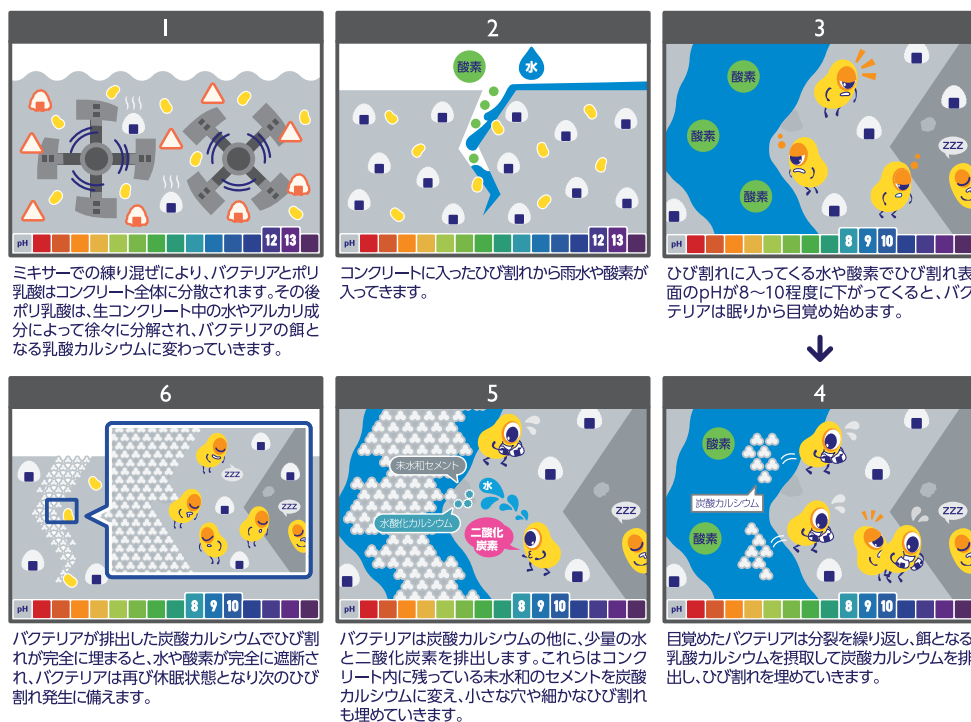 1
pH
12 13
ミキサーでの練り混ぜにより、バクテリアとポリ
乳酸はコンクリート全体に分散されます。その後
ポリ乳酸は、生コンクリート中の水やアルカリ成
分によって徐々に分解され、バクテリアの餌と
なる乳酸カルシウムに変わっていきます。
2
酸素
水
pH
12 13
コンクリートに入ったひび割れから雨水や酸素が
入ってきます。
3
酸素
酸素
酸素
zzz
pH
8 9 10
ひび割れに入ってくる水や酸素でひび割れ表
面のpHが8～10程度に下がってくると、バク
テリアは眠りから目覚め始めます。
4
酸素
炭酸カルシウム
酸素
zzz
pH
8 9 10
目覚めたバクテリアは分裂を繰り返し、餌となる
乳酸カルシウムを摂取して炭酸カルシウムを排
出し、ひび割れを埋めていきます。
5
未水和セメント
水
水酸化カルシウム
二酸化
炭素
zzz
pH
8 9 10
バクテリアは炭酸カルシウムの他に、少量の水
と二酸化炭素を排出します。これらはコンク
リート内に残っている未水和のセメントを炭酸
カルシウムに変え、小さな穴や細かなひび割れ
も埋めていきます。
6
zzz
zzz
pH
8 9 10
バクテリアが排出した炭酸カルシウムでひび割
れが完全に埋まると、水や酸素が完全に遮断さ
れ、バクテリアは再び休眠状態となり次のひび
割れ発生に備えます。